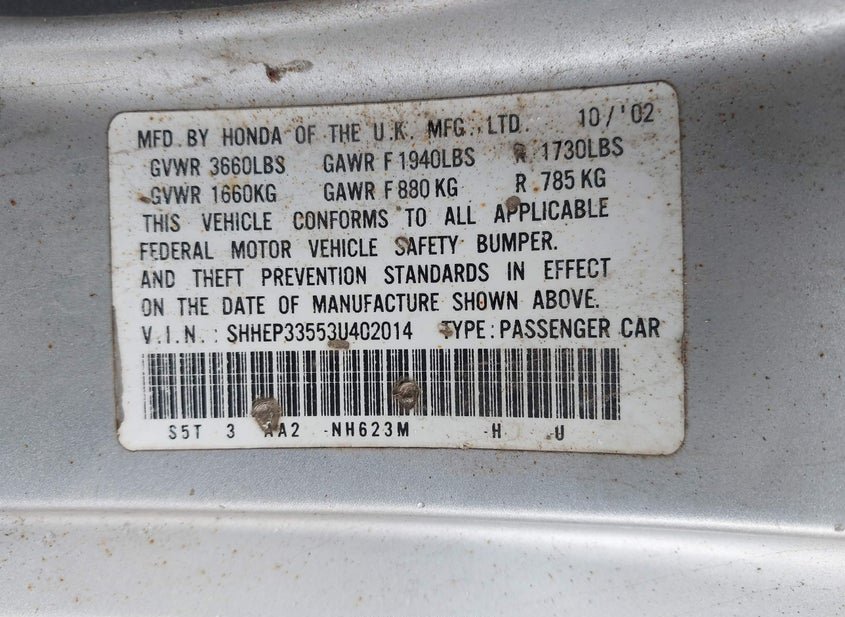 MFD. BY HONDA OF THE U.K. MFG., LTD. 10/'02
GVWR 3660LBS GAWR F 1940LBS R 1730LBS
GVWR 1660KG GAWR F 880 KG R 785 KG
THIS VEHICLE CONFORMS TO ALL APPLICABLE
FEDERAL MOTOR VEHICLE SAFETY BUMPER.
AND THEFT PREVENTION STANDARDS IN EFFECT
ON THE DATE OF MANUFACTURE SHOWN ABOVE.
V.I.N.: SHHEP33553U402014 TYPE: PASSENGER CAR
S5T 3 AA2 -NH623M -H -U